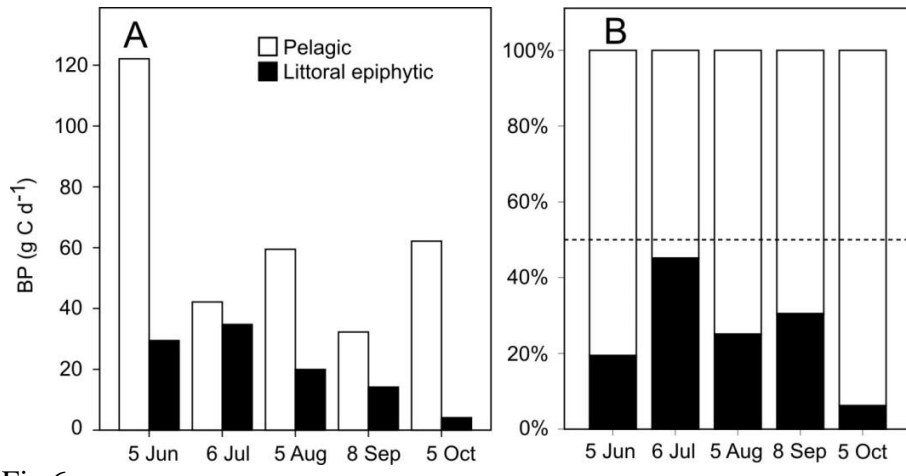 A
B
Pelagic
Littoral epiphytic
BP (g C d⁻¹)
120
100
80
60
40
20
0
5 Jun
6 Jul
5 Aug
8 Sep
5 Oct
100%
80%
60%
40%
20%
0%
5 Jun
6 Jul
5 Aug
8 Sep
5 Oct